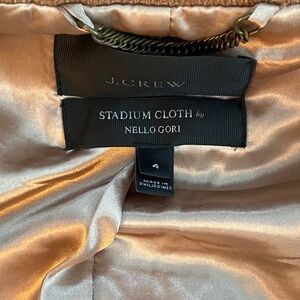 J.CREW
STADIUM CLOTH by
NELLO GORI
4
MADE IN
PHILIPPINES